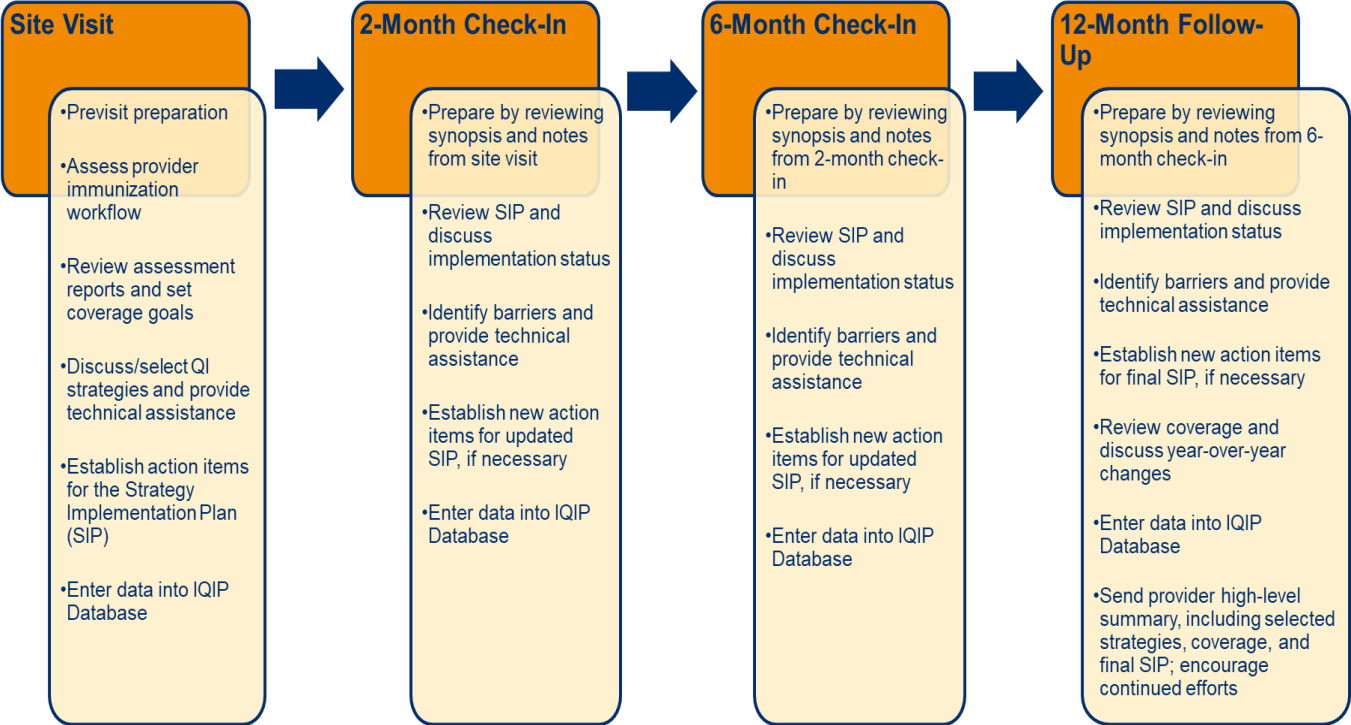 Site Visit
•Previsit preparation
•Assess provider
immunization
workflow
•Review assessment
reports and set
coverage goals
•Discuss/select QI
strategies and provide
technical assistance
•Establish action items
for the Strategy
Implementation Plan
(SIP)
•Enter data into IQIP
Database
2-Month Check-In
•Prepare by reviewing
synopsis and notes
from site visit
•Review SIP and
discuss
implementation status
•Identify barriers and
provide technical
assistance
•Establish new action
items for updated
SIP, if necessary
•Enter data into IQIP
Database
6-Month Check-In
•Prepare by reviewing
synopsis and notes
from 2-month check-
in
•Review SIP and
discuss
implementation status
•Identify barriers and
provide technical
assistance
•Establish new action
items for updated
SIP, if necessary
•Enter data into IQIP
Database
12-Month Follow-
Up
•Prepare by reviewing
synopsis and notes from 6-
month check-in
•Review SIP and discuss
implementation status
•Identify barriers and provide
technical assistance
•Establish new action items
for final SIP, if necessary
•Review coverage and
discuss year-over-year
changes
•Enter data into IQIP
Database
•Send provider high-level
summary, including selected
strategies, coverage, and
final SIP; encourage
continued efforts